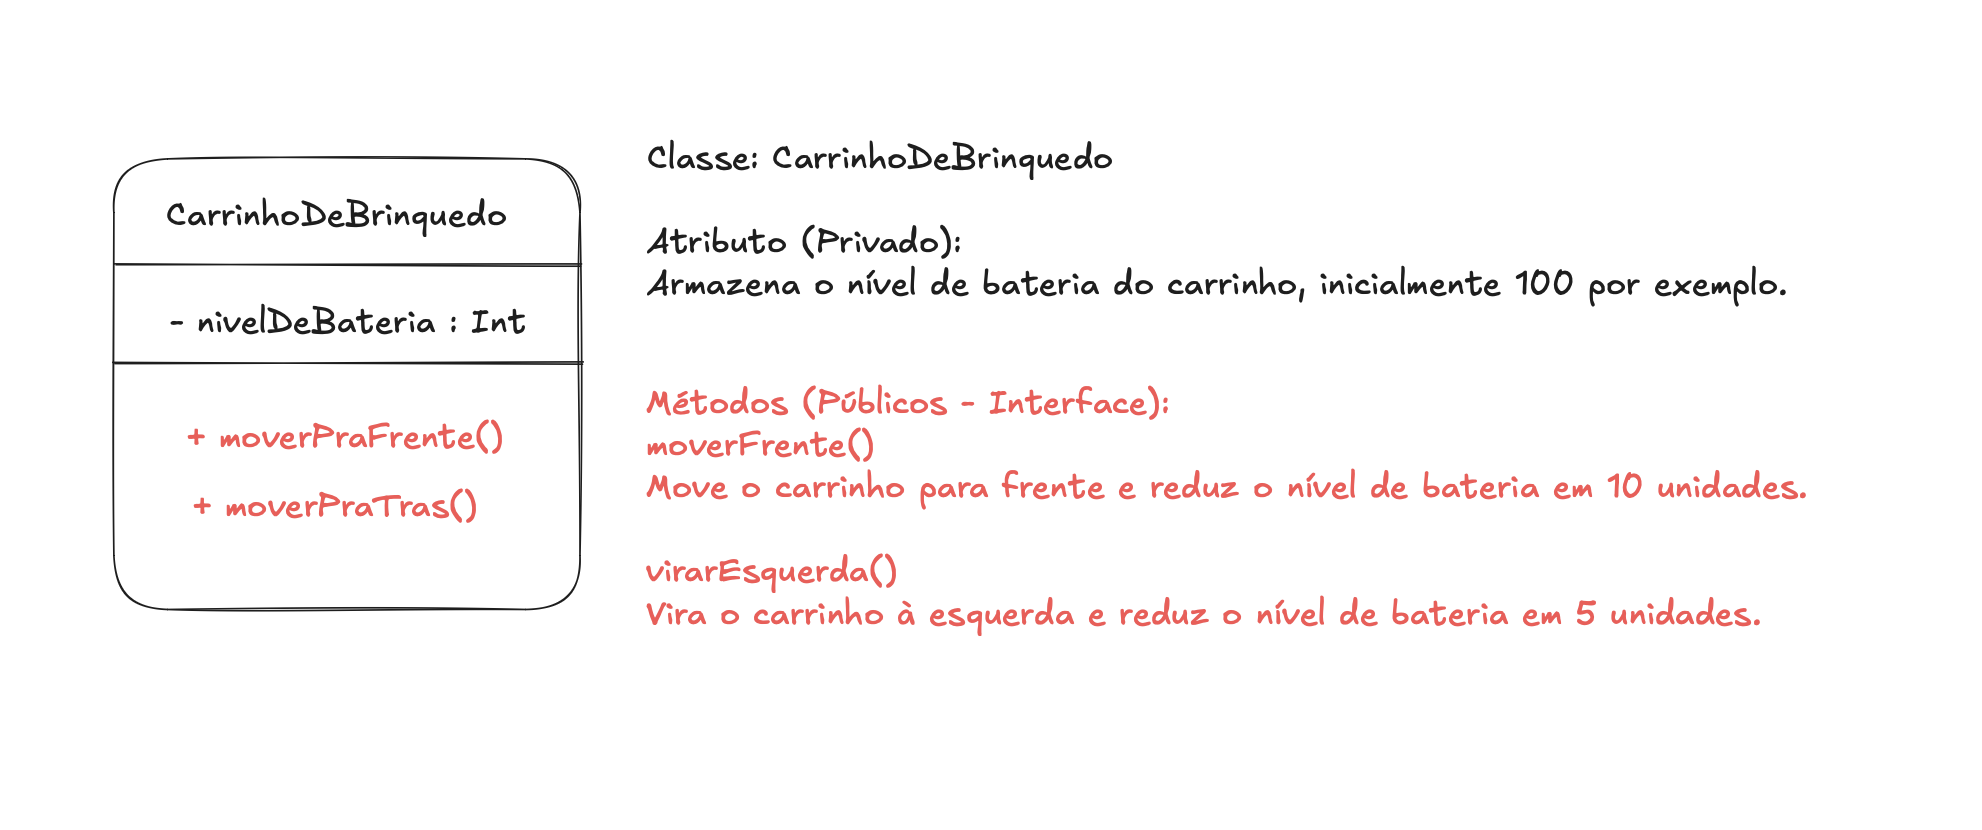 CarrinhoDeBrinquedo
- nivelDeBateria : Int
+ moverPraFrente()
+ moverPraTras()
Classe: CarrinhoDeBrinquedo
Atributo (Privado):
Armazena o nível de bateria do carrinho, inicialmente 100 por exemplo.
Métodos (Públicos - Interface):
moverFrente()
Move o carrinho para frente e reduz o nível de bateria em 10 unidades.
virarEsquerda()
Vira o carrinho à esquerda e reduz o nível de bateria em 5 unidades.